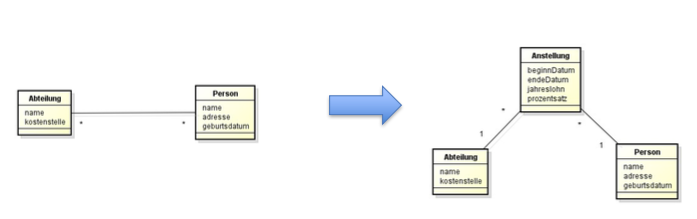 Abteilung
name
kostenstelle
*
*
Person
name
adresse
geburtsdatum
Anstellung
beginnDatum
endeDatum
jahreslohn
prozentsatz
*
*
1
1
Abteilung
name
kostenstelle
Person
name
adresse
geburtsdatum